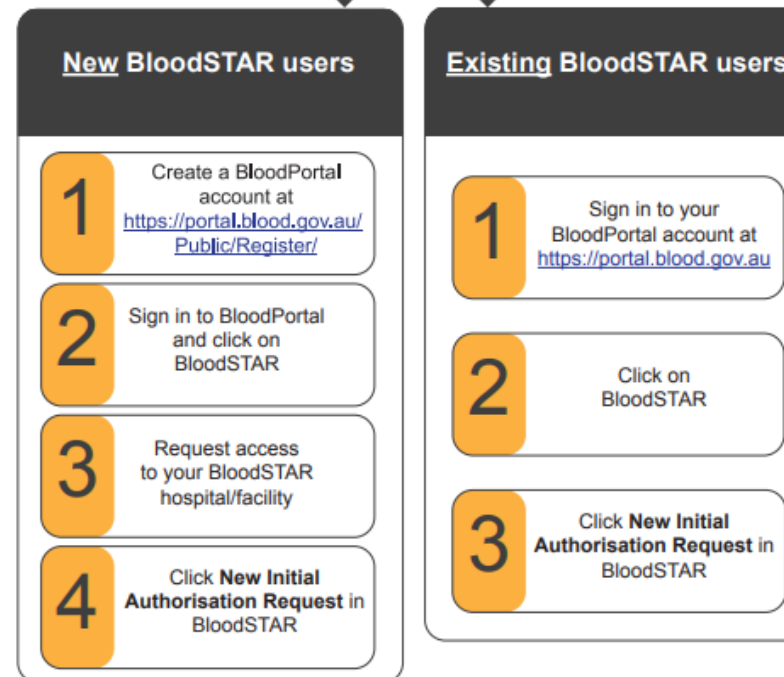 New BloodSTAR users
1
Create a BloodPortal
account at
https://portal.blood.gov.au/
Public/Register/
2
Sign in to BloodPortal
and click on
BloodSTAR
3
Request access
to your BloodSTAR
hospital/facility
4
Click New Initial
Authorisation Request in
BloodSTAR
Existing BloodSTAR users
1
Sign in to your
BloodPortal account at
https://portal.blood.gov.au
2
Click on
BloodSTAR
3
Click New Initial
Authorisation Request in
BloodSTAR